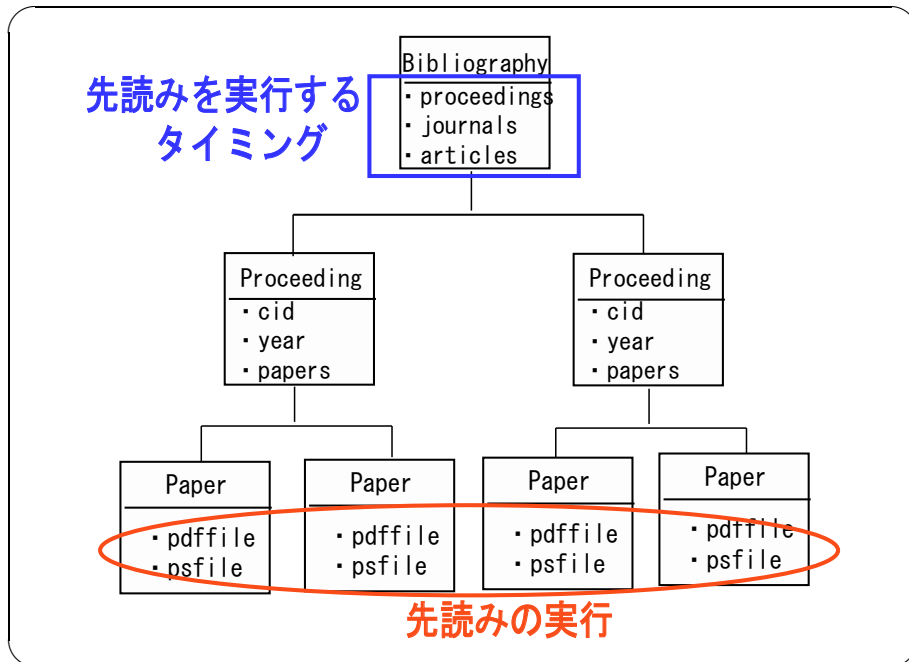 Bibliography
・proceedings
・journals
・articles
先読みを実行する
タイミング
Proceeding
・cid
・year
・papers
Proceeding
・cid
・year
・papers
Paper
・pdffile
・psfile
Paper
・pdffile
・psfile
Paper
・pdffile
・psfile
Paper
・pdffile
・psfile
先読みの実行